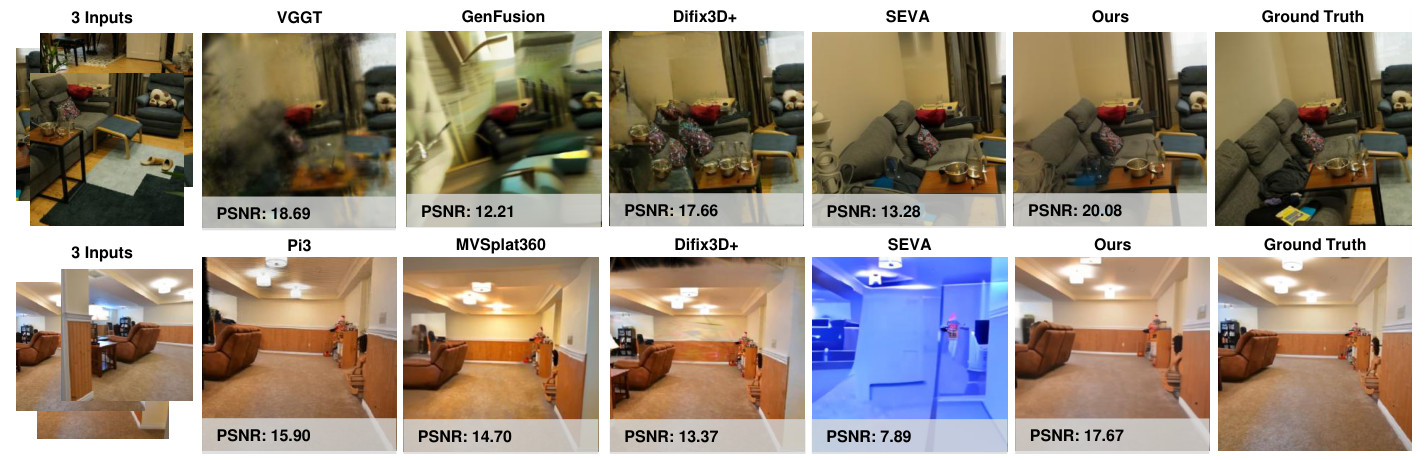 3 Inputs VGGT GenFusion Difix3D+ SEVA Ours Ground Truth
PSNR: 18.69 PSNR: 12.21 PSNR: 17.66 PSNR: 13.28 PSNR: 20.08
3 Inputs Pi3 MVSplat360 Difix3D+ SEVA Ours Ground Truth
PSNR: 15.90 PSNR: 14.70 PSNR: 13.37 PSNR: 7.89 PSNR: 17.67